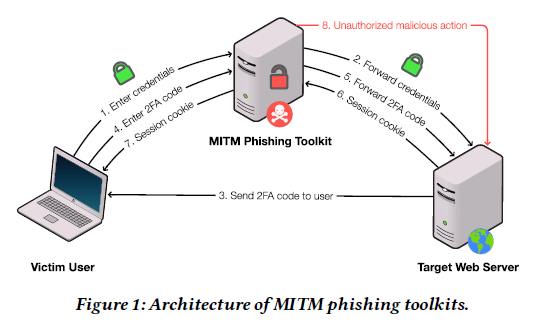 8. Unauthorized malicious action
1. Enter credentials
4. Enter 2FA code
7. Session cookie
2. Forward credentials
5. Forward 2FA code
6. Session cookie
MITM Phishing Toolkit
3. Send 2FA code to user
Victim User
Target Web Server
Figure 1: Architecture of MITM phishing toolkits.